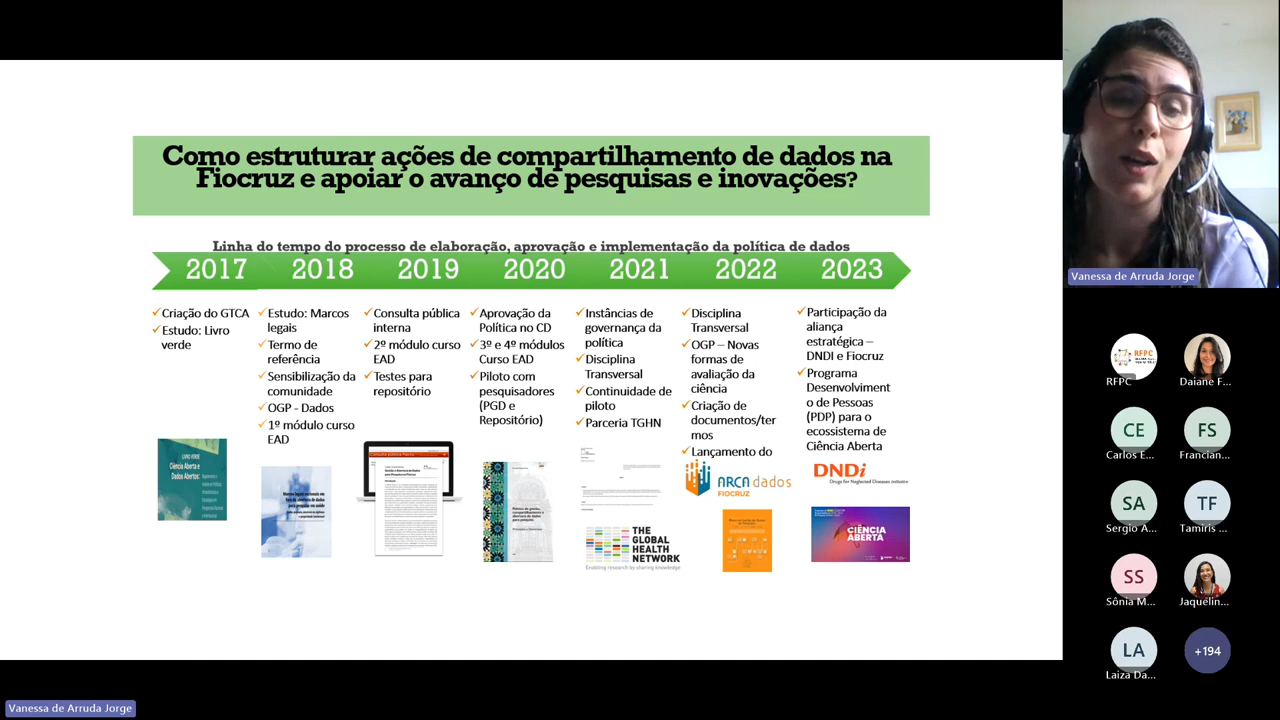 Como estruturar ações de compartilhamento de dados na
Fiocruz e apoiar o avanço de pesquisas e inovações?
Linha do tempo do processo de elaboração, aprovação e implementação da política de dados
2017 2018 2019 2020 2021 2022 2023
✓Criação do GTCA
✓Estudo: Livro
verde
LIVRO VERDE
Ciência Aberta e
Dados Abertos:
✓Estudo: Marcos
legais
✓Termo de
referência
✓Sensibilização da
comunidade
✓OGP - Dados
✓1º módulo curso
EAD
✓Consulta pública
interna
✓2º módulo curso
EAD
✓Testes para
repositório
✓Aprovação da
Política no CD
✓3º e 4º módulos
Curso EAD
✓Piloto com
pesquisadores
(PGD e
Repositório)
✓Instâncias de
governança da
política
✓Disciplina
Transversal
✓Continuidade de
piloto
✓Parceria TGHN
THE
GLOBAL
HEALTH
NETWORK
Enabling research by sharing knowledge
✓Disciplina
Transversal
✓OGP – Novas
formas de
avaliação da
ciência
✓Criação de
documentos/ter
mos
✓Lançamento do
ARCA dados
FIOCRUZ
✓Participação da
aliança
estratégica –
DNDI e Fiocruz
✓Programa
Desenvolviment
o de Pessoas
(PDP) para o
ecossistema de
Ciência Aberta
DNDi
Drugs for Neglected Diseases initiative
CIÊNCIA
ABERTA
Vanessa de Arruda Jorge
RFPC
RFPC
Daiane F...
CE
Carlos E...
FS
Francian...
SA
Sergio A...
TF
Tamiris ...
SS
Sônia M...
Jaquelin...
LA
Laiza Da...
+194
Vanessa de Arruda Jorge